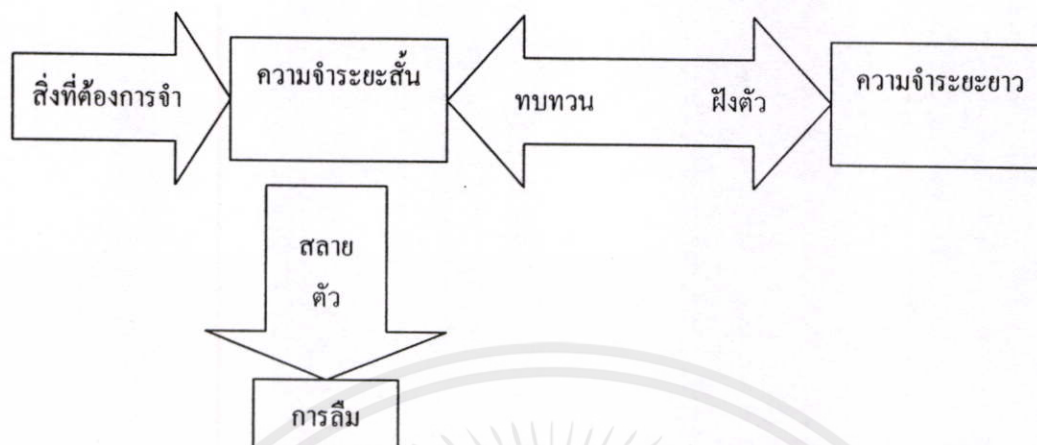 สิ่งที่ต้องการจำ
ความจำระยะสั้น
ทบทวน
ฝังตัว
ความจำระยะยาว
สลาย
ตัว
การลืม